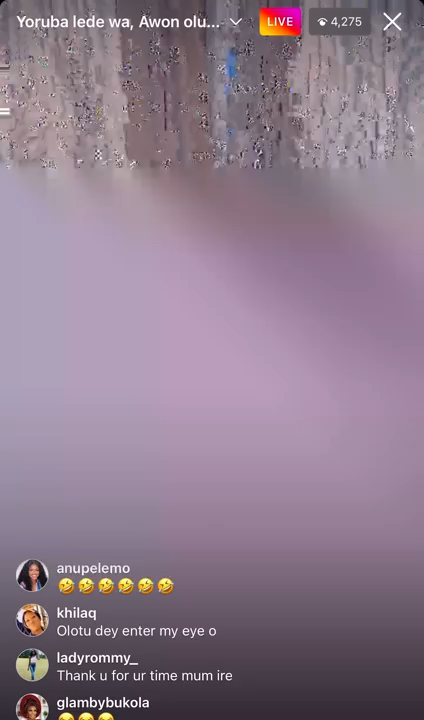 Yoruba lede wa, Awon olu...
LIVE
4,275
anupelemo
🤣🤣🤣🤣🤣🤣
khilaq
Olotu dey enter my eye o
ladyrommy_
Thank u for ur time mum ire
glambybukola
🤣🤣🤣